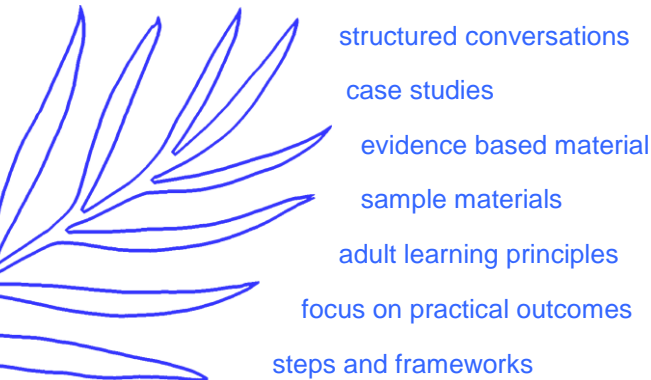 structured conversations
case studies
evidence based material
sample materials
adult learning principles
focus on practical outcomes
steps and frameworks